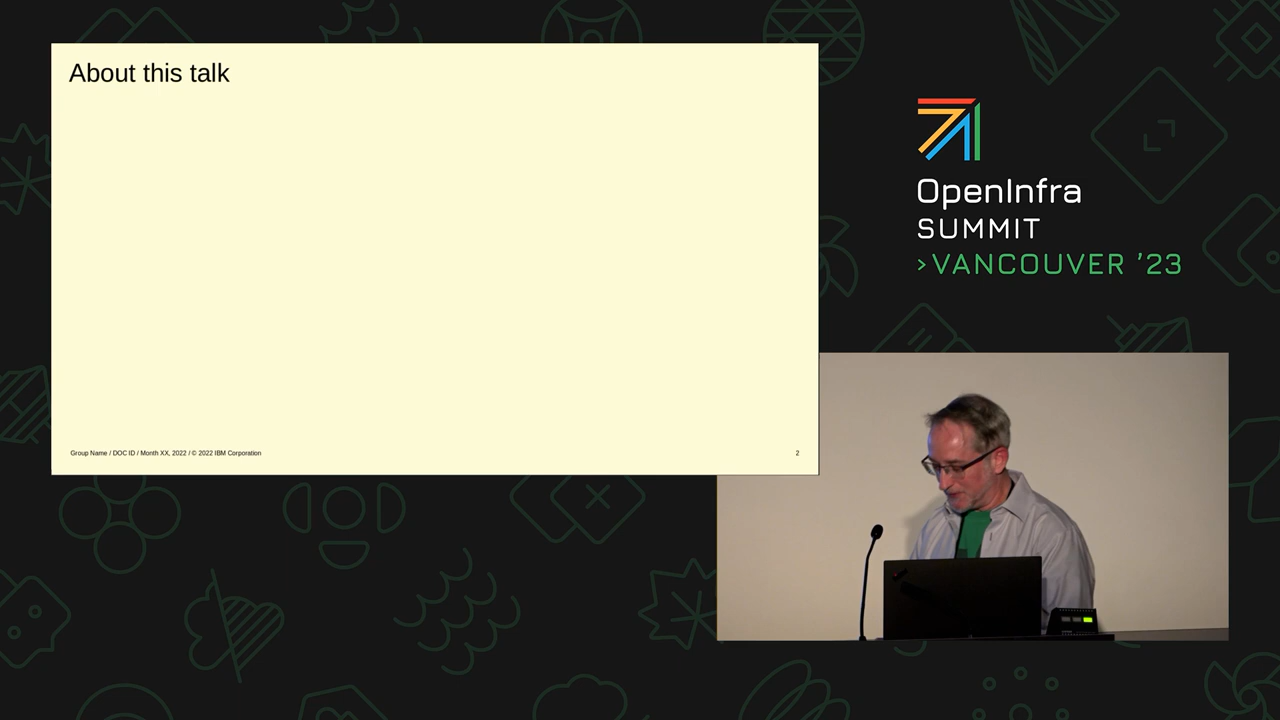 About this talk
Group Name / DOC ID / Month XX, 2022 / © 2022 IBM Corporation
2
OpenInfra
SUMMIT
>VANCOUVER ’23